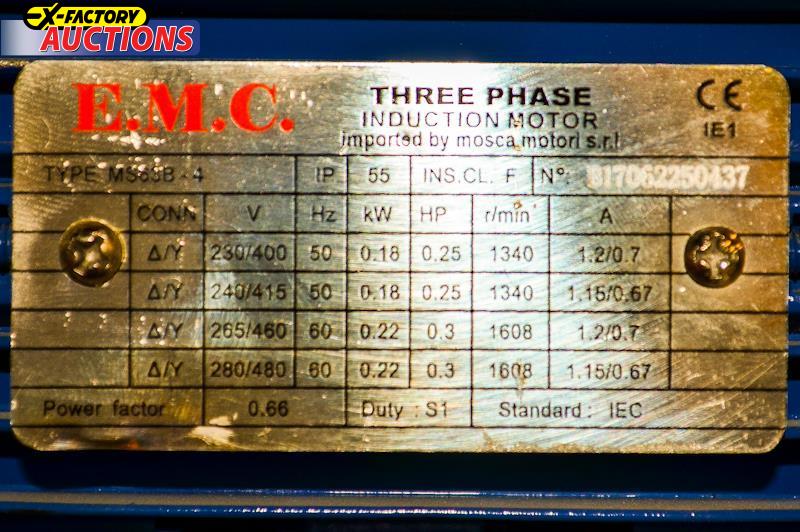 X-FACTORY
AUCTIONS
E.M.C. THREE PHASE CE
INDUCTION MOTOR IE1
imported by mosca motori s.r.l
TYPE MS63B-4 IP 55 INS.CL. F Nº: 817062250437
CONN V Hz kW HP r/min A
Δ/Y 230/400 50 0.18 0.25 1340 1.2/0.7
Δ/Y 240/415 50 0.18 0.25 1340 1.15/0.67
Δ/Y 265/460 60 0.22 0.3 1608 1.2/0.7
Δ/Y 280/480 60 0.22 0.3 1608 1.15/0.67
Power factor 0.66 Duty : S1 Standard : IEC